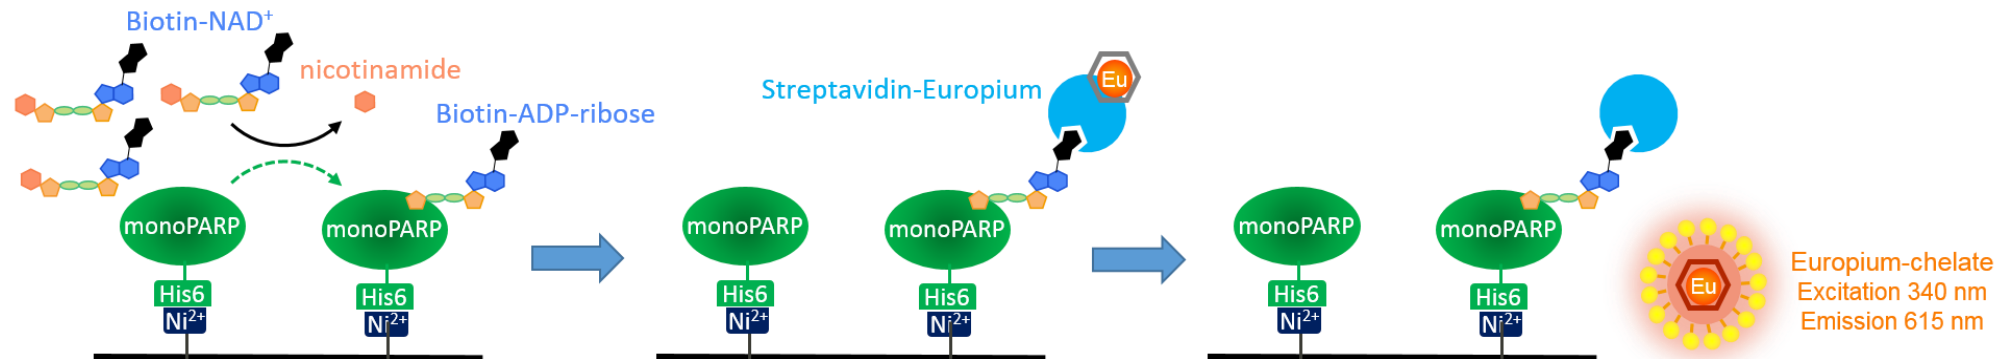 Biotin-NAD⁺
nicotinamide
Biotin-ADP-ribose
monoPARP
His6
Ni²⁺
monoPARP
His6
Ni²⁺
Streptavidin-Europium
Eu
monoPARP
His6
Ni²⁺
monoPARP
His6
Ni²⁺
monoPARP
His6
Ni²⁺
monoPARP
His6
Ni²⁺
Eu
Europium-chelate
Excitation 340 nm
Emission 615 nm